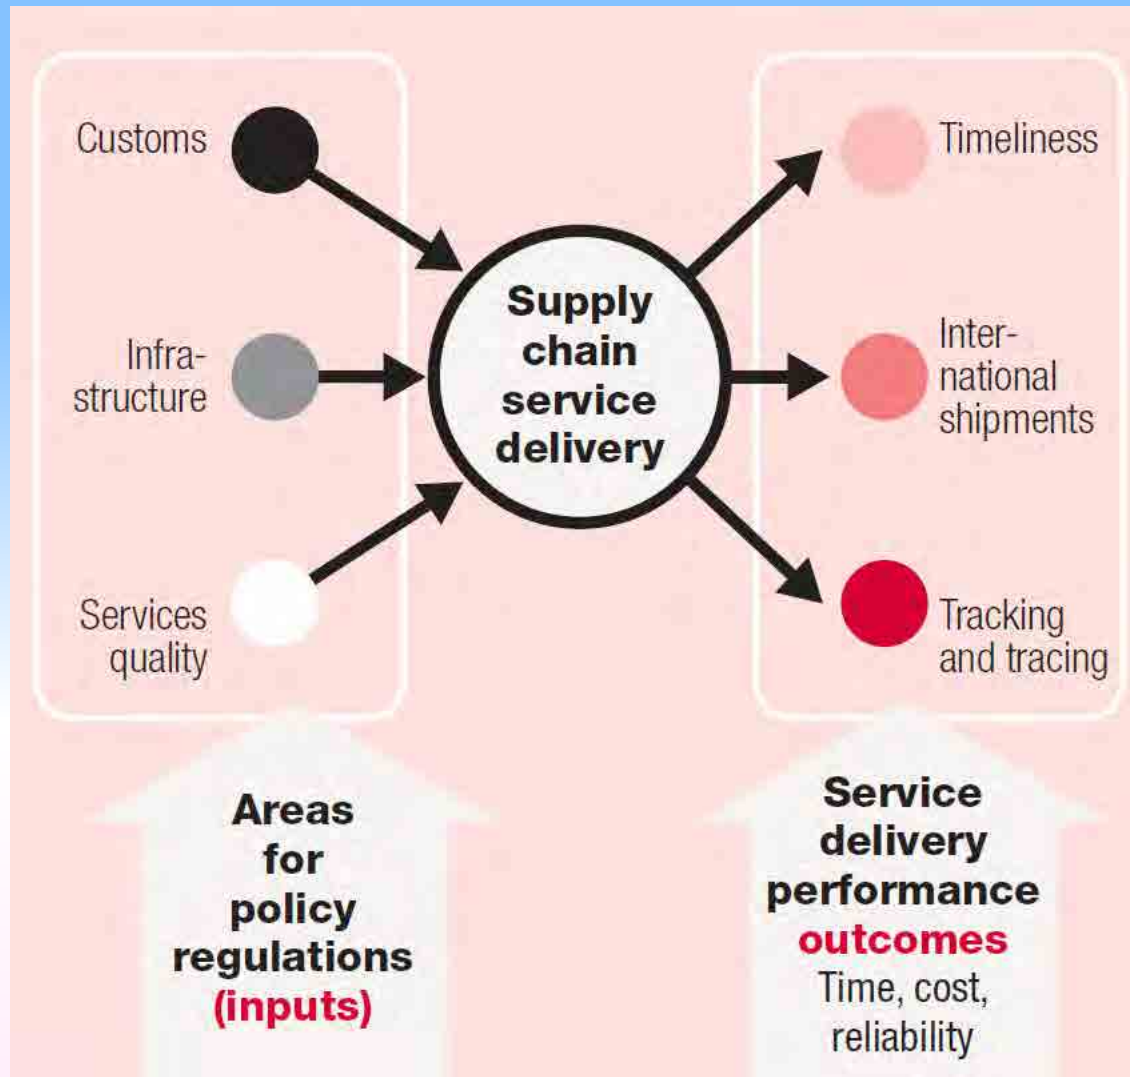 Customs
Infra-
structure
Services
quality
Supply
chain
service
delivery
Timeliness
Inter-
national
shipments
Tracking
and tracing
Areas
for
policy
regulations
(inputs)
Service
delivery
performance
outcomes
Time, cost,
reliability